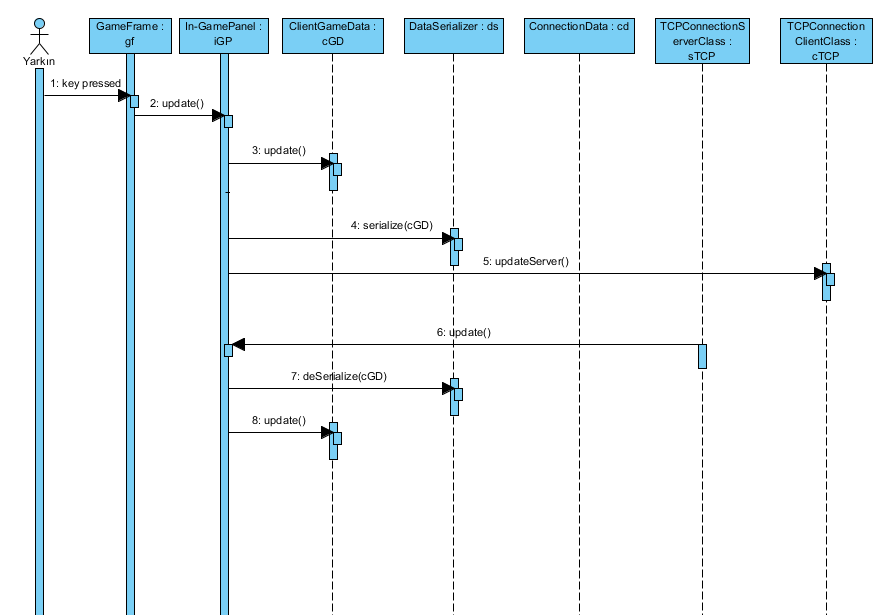 GameFrame :
gf
In-GamePanel :
iGP
ClientGameData :
cGD
DataSerializer : ds
ConnectionData : cd
TCPConnectionS
erverClass :
sTCP
TCPConnection
ClientClass :
cTCP
Yarkın
1: key pressed
2: update()
3: update()
4: serialize(cGD)
5: updateServer()
6: update()
7: deSerialize(cGD)
8: update()